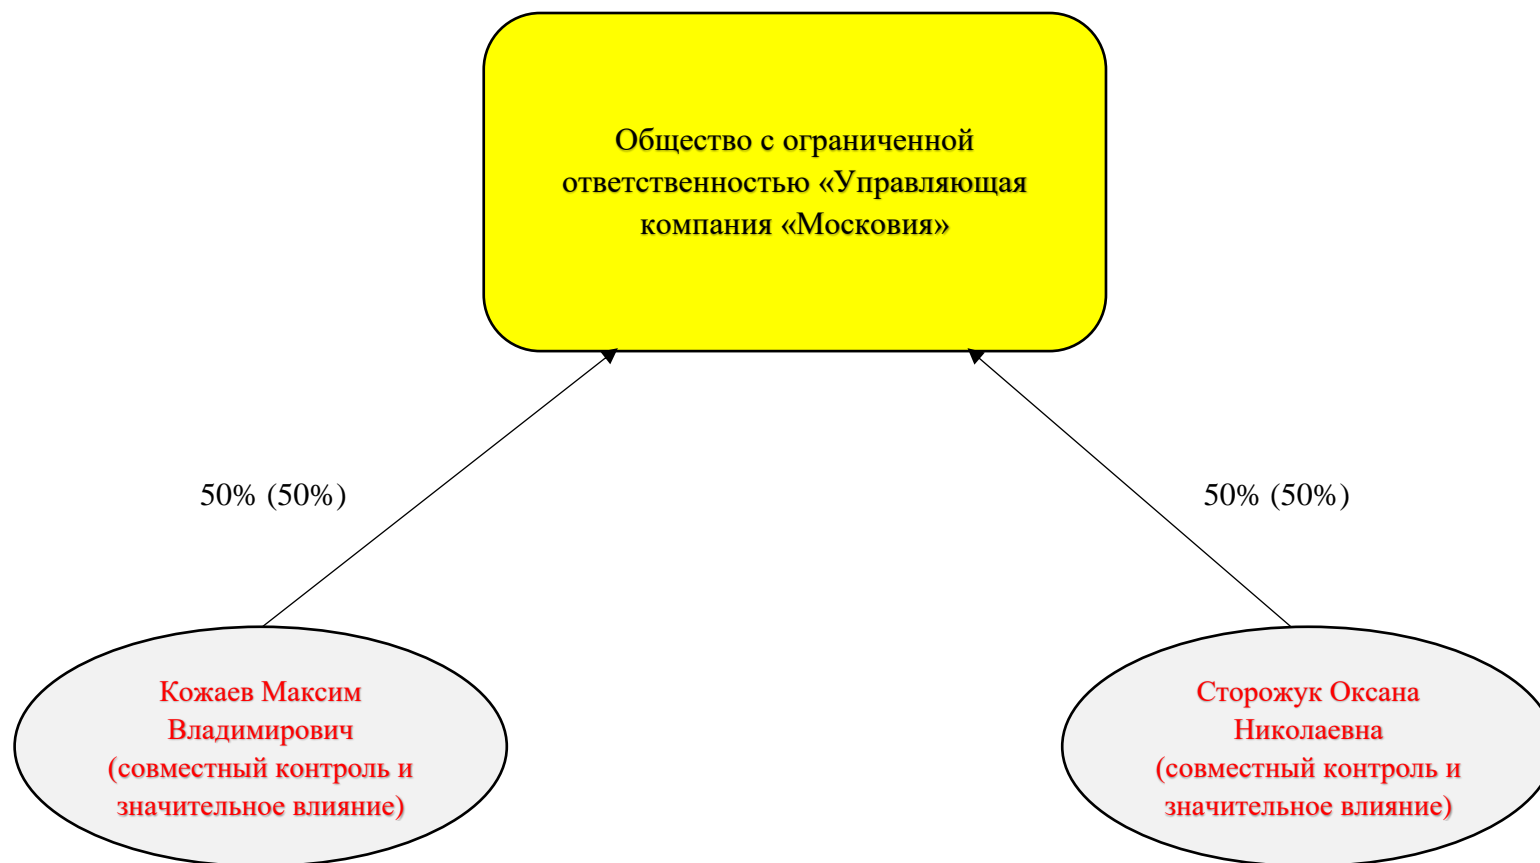 Общество с ограниченной
ответственностью «Управляющая
компания «Московия»
50% (50%)
50% (50%)
Кожаев Максим
Владимирович
(совместный контроль и
значительное влияние)
Сторожук Оксана
Николаевна
(совместный контроль и
значительное влияние)